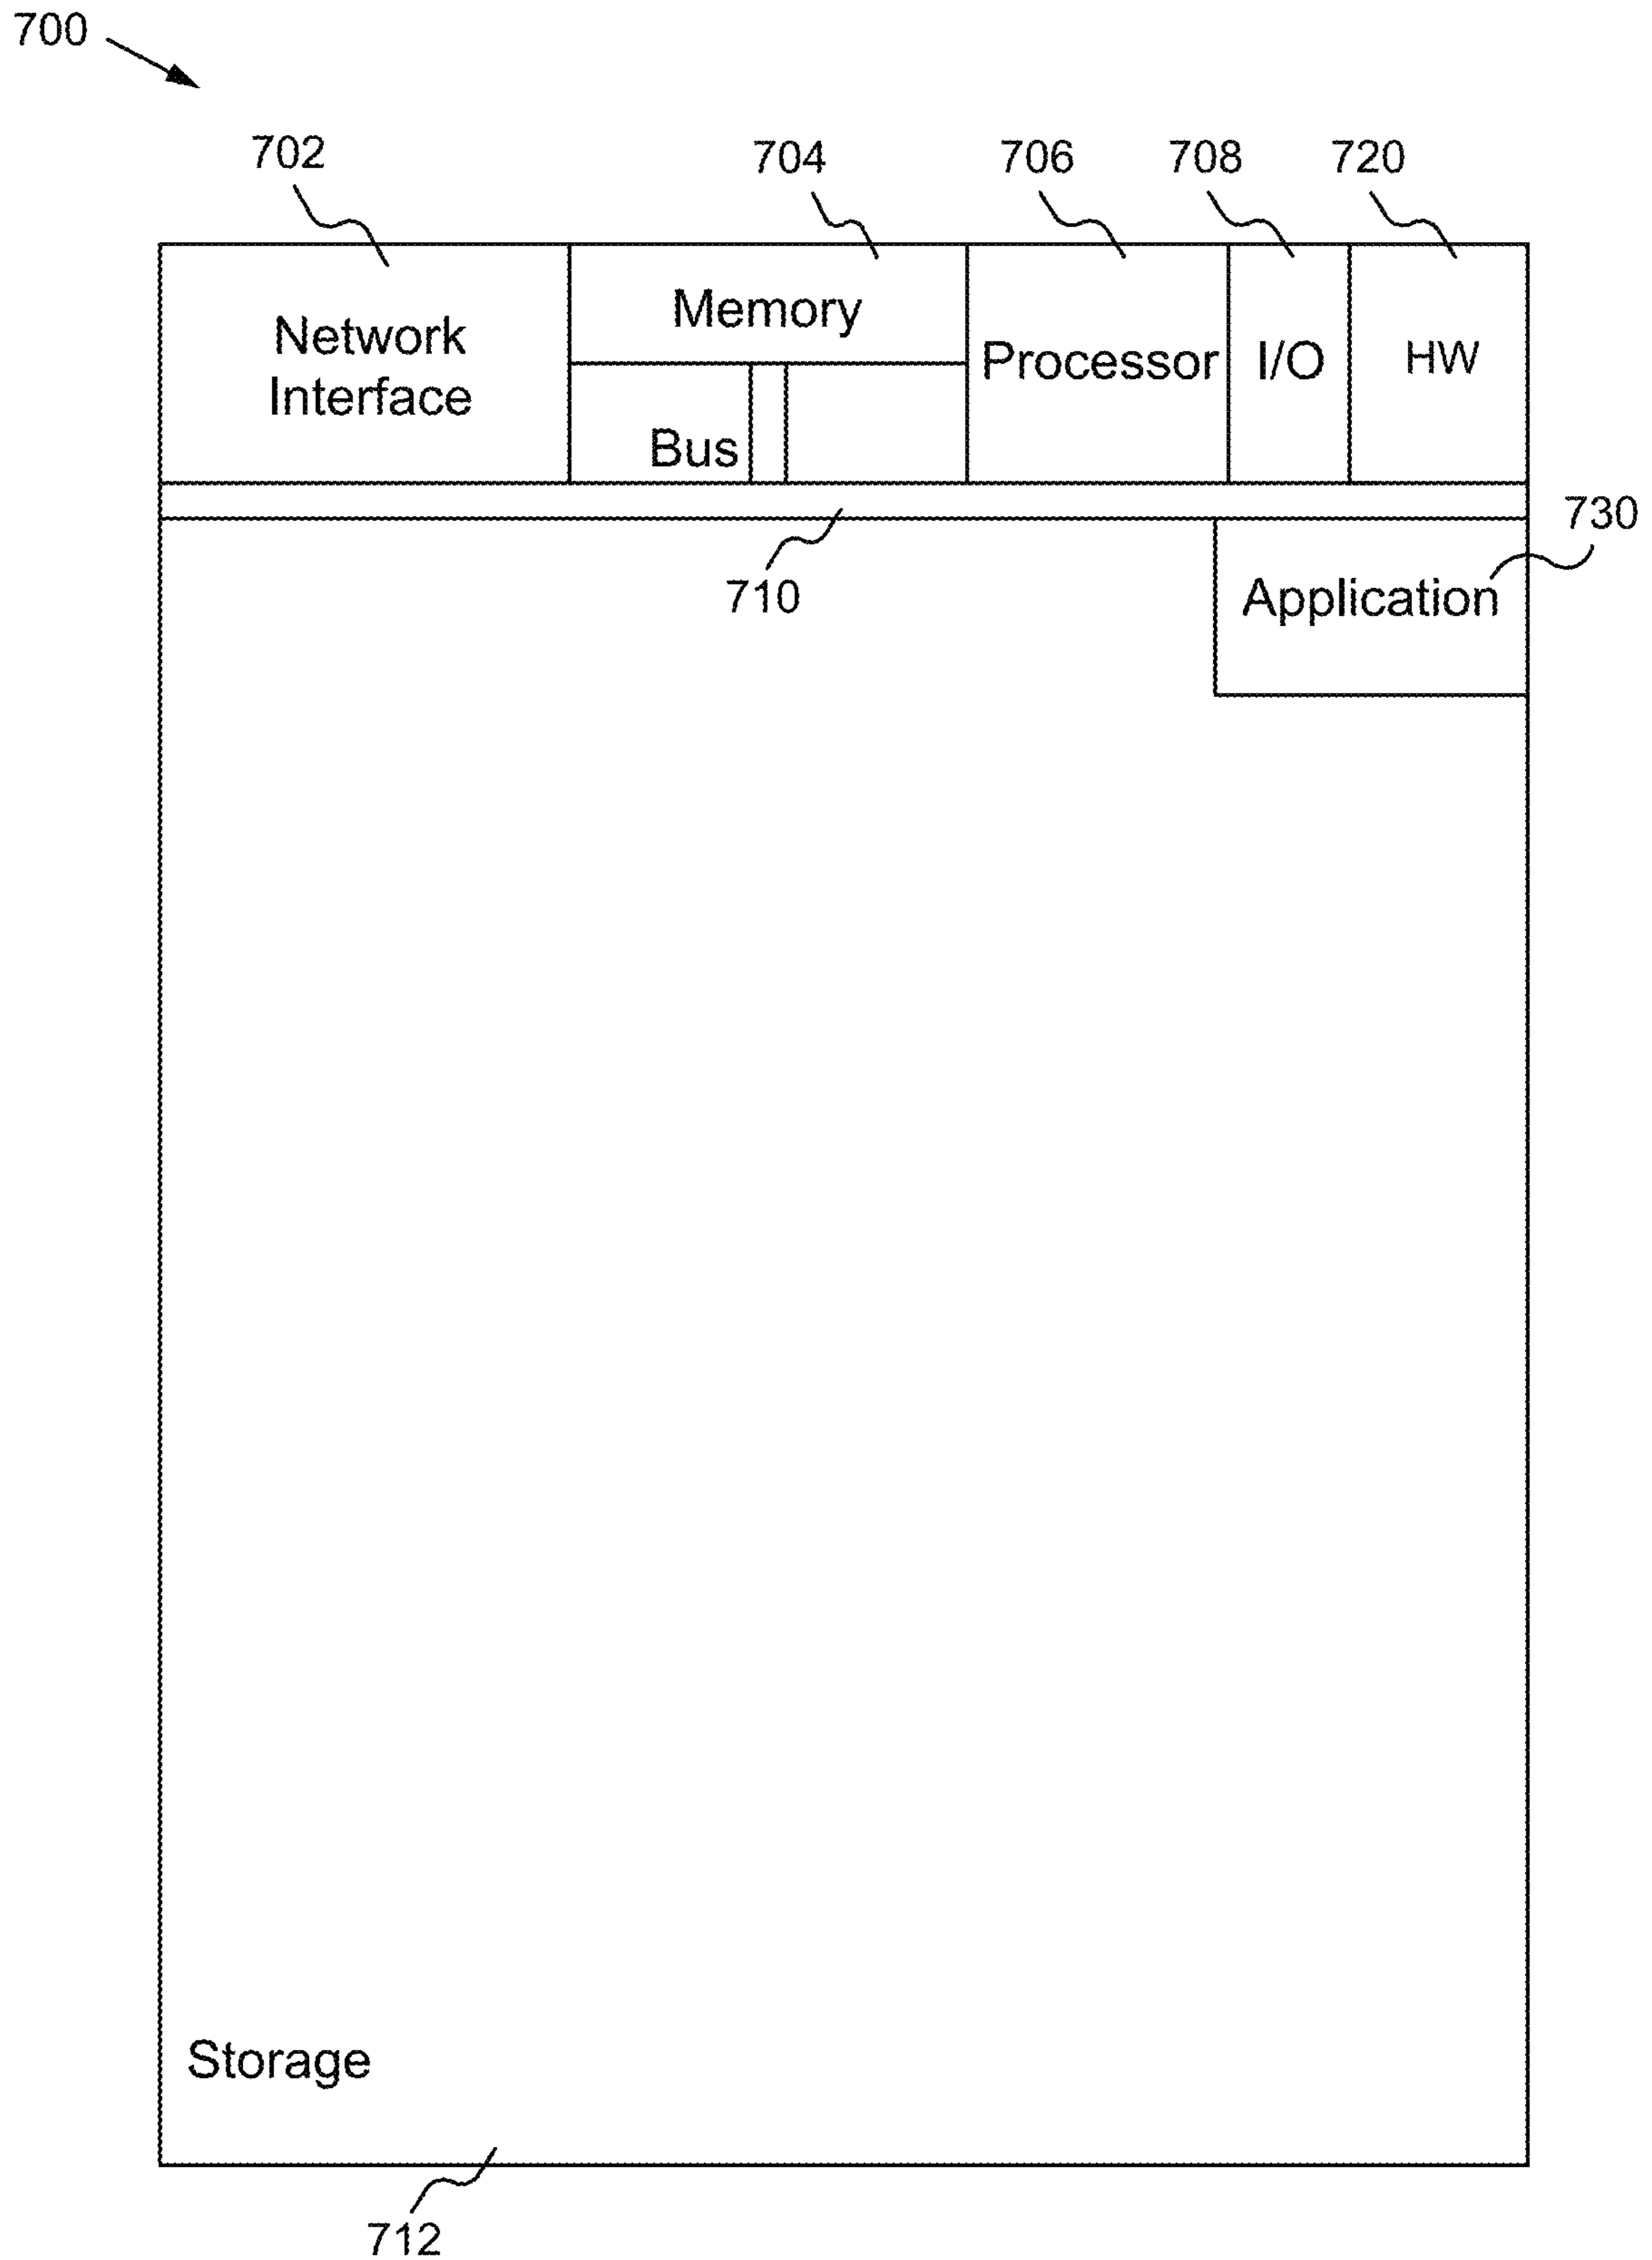 700
702
704
706
708
720
Network
Interface
Memory
Processor
I/O
HW
Bus
730
710
Application
Storage
712